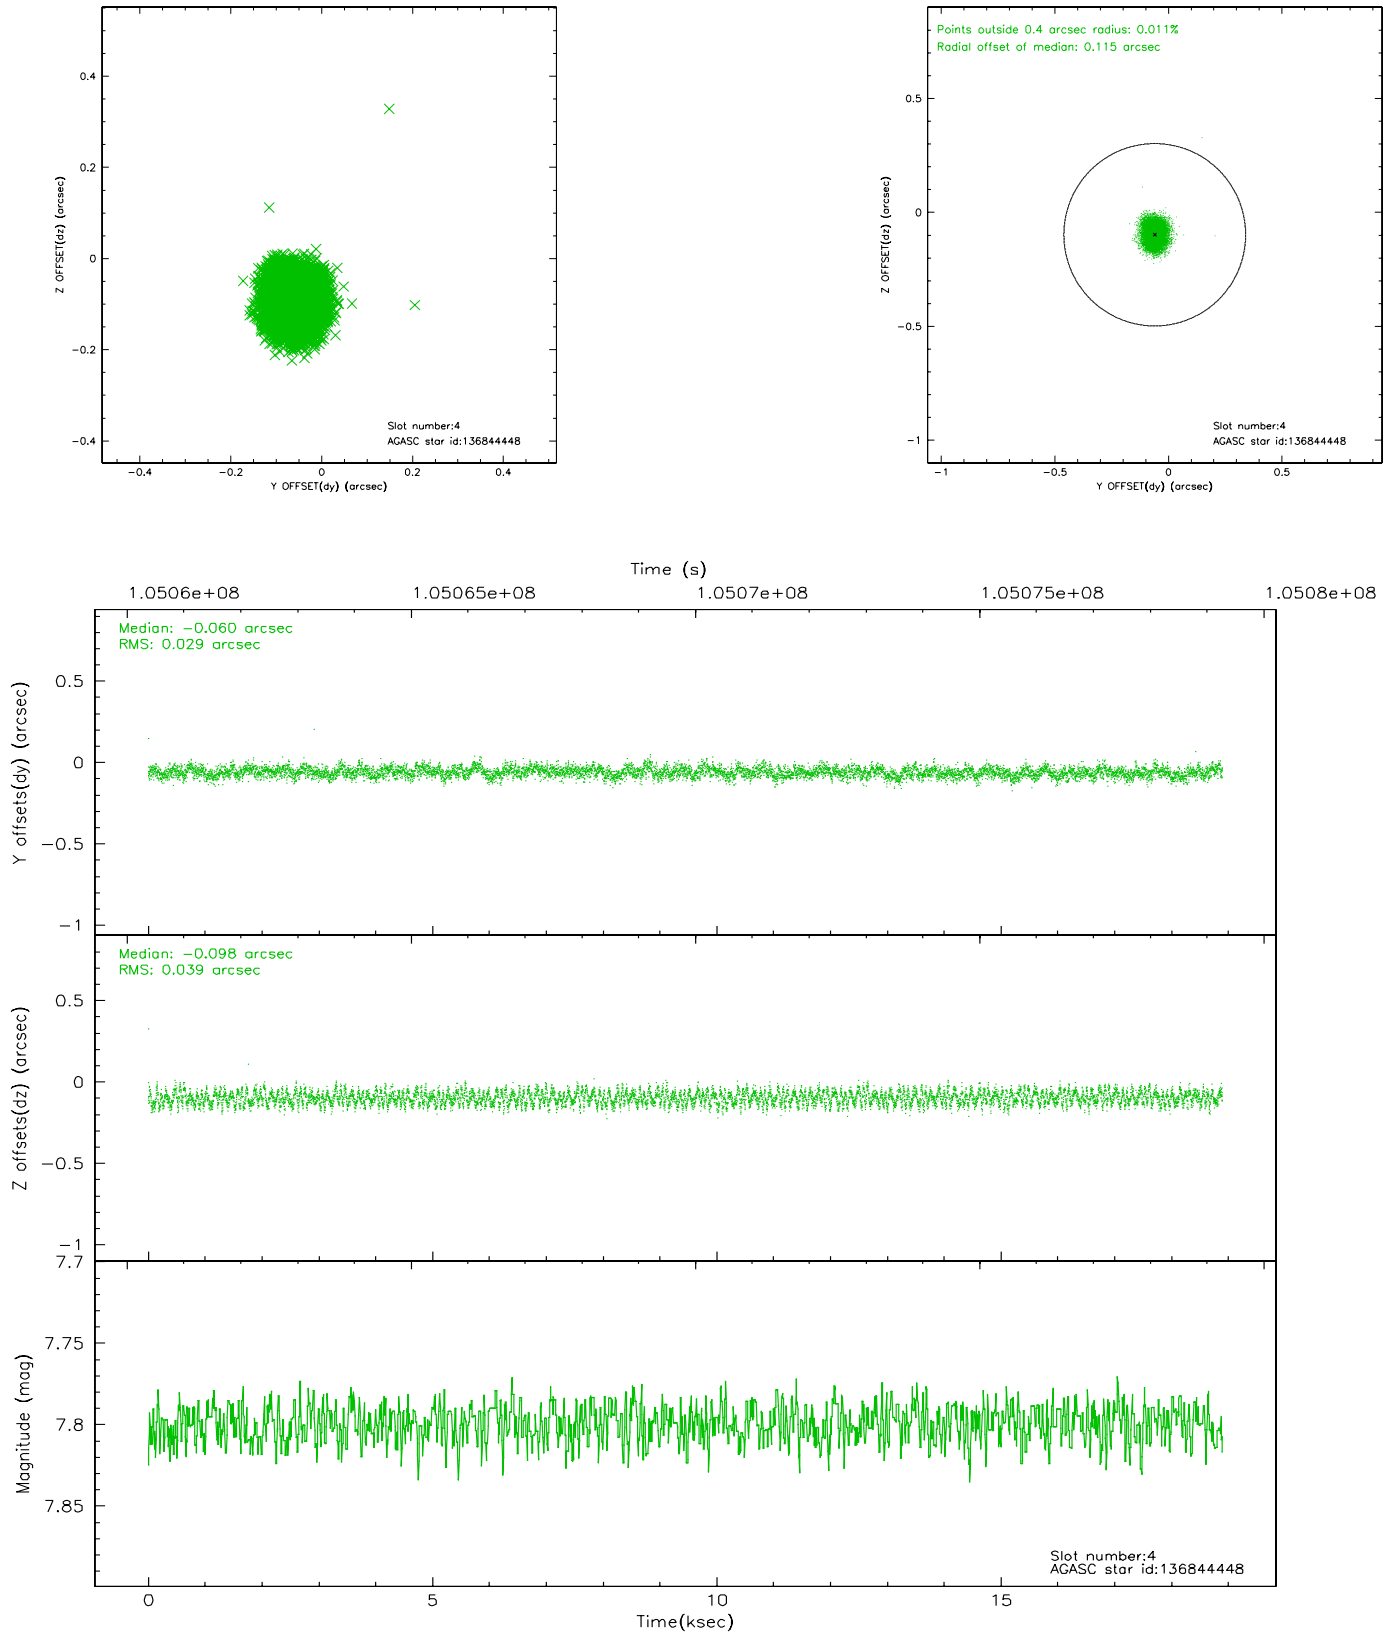 0.4
0.2
0
−0.2
−0.4
Z OFFSET(dz) (arcsec)
Slot number:4
AGASC star id:136844448
−0.4
−0.2
0
0.2
0.4
Y OFFSET(dy) (arcsec)
Points outside 0.4 arcsec radius: 0.011%
Radial offset of median: 0.115 arcsec
0.5
0
−0.5
−1
Z OFFSET(dz) (arcsec)
Slot number:4
AGASC star id:136844448
−1
−0.5
0
0.5
Y OFFSET(dy) (arcsec)
Time (s)
1.0506e+08
1.05065e+08
1.0507e+08
1.05075e+08
1.0508e+08
Median: −0.060 arcsec
RMS: 0.029 arcsec
0.5
0
−0.5
−1
Y offsets(dy) (arcsec)
Median: −0.098 arcsec
RMS: 0.039 arcsec
0.5
0
−0.5
−1
Z offsets(dz) (arcsec)
7.7
7.75
7.8
7.85
Magnitude (mag)
Slot number:4
AGASC star id:136844448
0
5
10
15
Time(ksec)